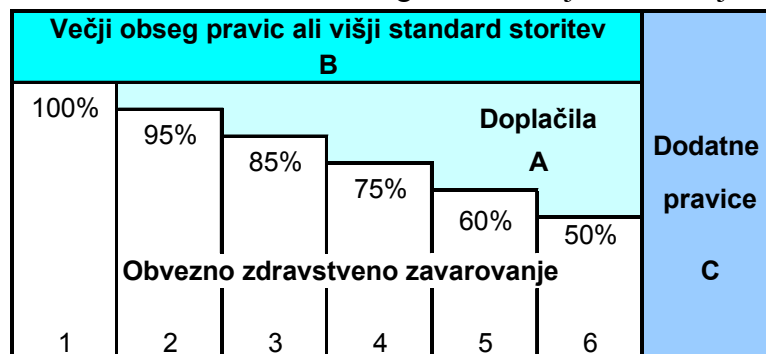 Večji obseg pravic ali višji standard storitev
B
100%
95%
85%
75%
60%
50%
Doplačila
A
Dodatne
pravice
C
Obvezno zdravstveno zavarovanje
1 2 3 4 5 6